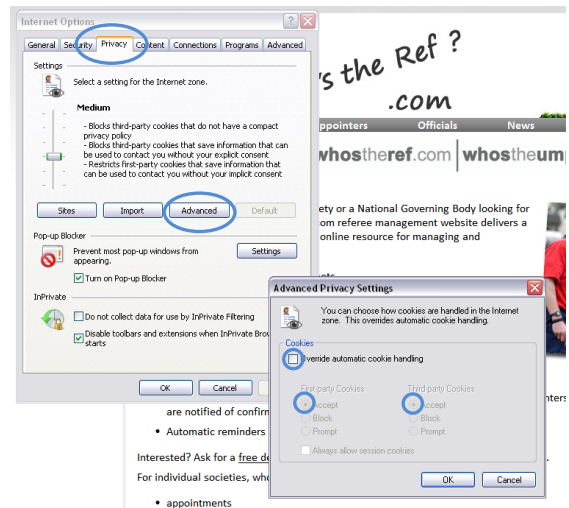 Internet Options
General Security Privacy Content Connections Programs Advanced
Settings
Select a setting for the Internet zone.
Medium
- Blocks third-party cookies that do not have a compact
privacy policy
- Blocks third-party cookies that save information that can
be used to contact you without your explicit consent
- Restricts first-party cookies that save information that
can be used to contact you without your implicit consent
Sites Import Advanced Default
Pop-up Blocker
Prevent most pop-up windows from
appearing.
Settings
Turn on Pop-up Blocker
InPrivate
Do not collect data for use by InPrivate Filtering
Disable toolbars and extensions when InPrivate Brou
starts
OK Cancel
's the Ref ?
.com
ppointers Officials News
whostheref.com whostheum
ety or a National Governing Body looking for
om referee management website delivers a
online resource for managing and
Advanced Privacy Settings
You can choose how cookies are handled in the Internet
zone. This overrides automatic cookie handling.
Cookies
Override automatic cookie handling
First-party Cookies Third-party Cookies
Accept Accept
Block Block
Prompt Prompt
Always allow session cookies
OK Cancel
are notified of confirm
• Automatic reminders
Interested? Ask for a free de
For individual societies, who
• appointments